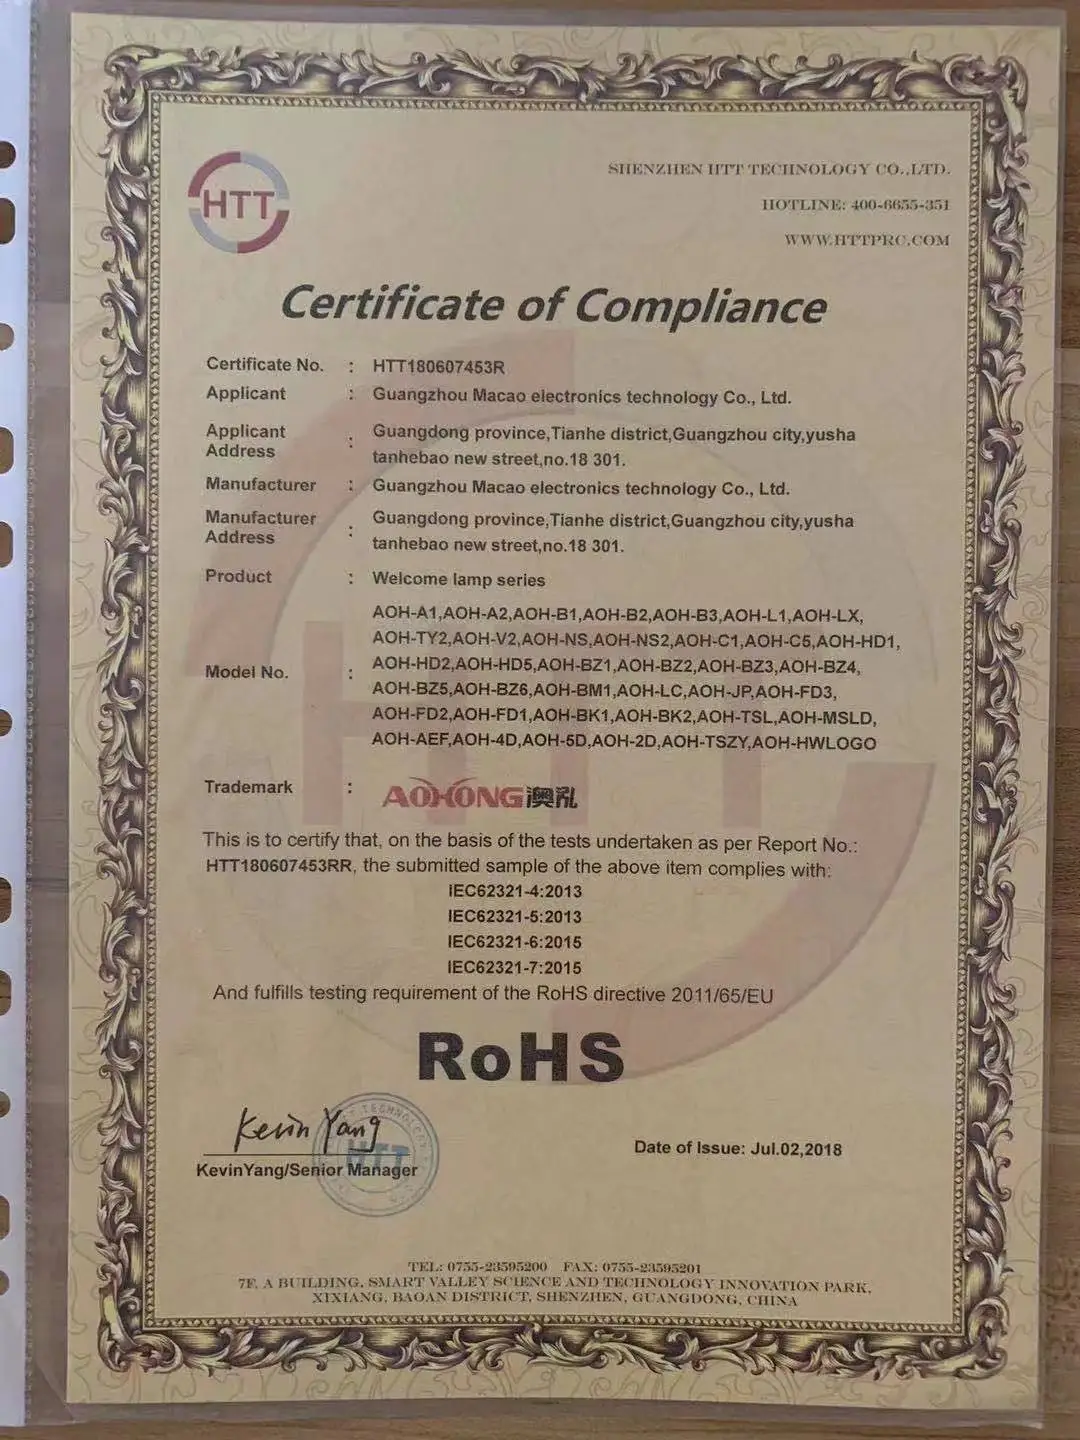 HTT
SHENZHEN HTT TECHNOLOGY CO.,LTD.
HOTLINE: 400-6655-351
WWW.HTTPRC.COM
Certificate of Compliance
Certificate No. : HTT180607453R
Applicant : Guangzhou Macao electronics technology Co., Ltd.
Applicant Address : Guangdong province,Tianhe district,Guangzhou city,yusha
tanhebao new street,no.18 301.
Manufacturer : Guangzhou Macao electronics technology Co., Ltd.
Manufacturer Address : Guangdong province,Tianhe district,Guangzhou city,yusha
tanhebao new street,no.18 301.
Product : Welcome lamp series
Model No. : AOH-A1,AOH-A2,AOH-B1,AOH-B2,AOH-B3,AOH-L1,AOH-LX,
AOH-TY2,AOH-V2,AOH-NS,AOH-NS2,AOH-C1,AOH-C5,AOH-HD1,
AOH-HD2,AOH-HD5,AOH-BZ1,AOH-BZ2,AOH-BZ3,AOH-BZ4,
AOH-BZ5,AOH-BZ6,AOH-BM1,AOH-LC,AOH-JP,AOH-FD3,
AOH-FD2,AOH-FD1,AOH-BK1,AOH-BK2,AOH-TSL,AOH-MSLD,
AOH-AEF,AOH-4D,AOH-5D,AOH-2D,AOH-TSZY,AOH-HWLOGO
Trademark : AOHONG
This is to certify that, on the basis of the tests undertaken as per Report No.:
HTT180607453RR, the submitted sample of the above item complies with:
IEC62321-4:2013
IEC62321-5:2013
IEC62321-6:2015
IEC62321-7:2015
And fulfills testing requirement of the RoHS directive 2011/65/EU
RoHS
Kevin Yang
KevinYang/Senior Manager
HTT
Date of Issue: Jul.02,2018
TEL: 0755-23595200 FAX: 0755-23595201
7F, A BUILDING, SMART VALLEY SCIENCE AND TECHNOLOGY INNOVATION PARK,
XIXIANG, BAOAN DISTRICT, SHENZHEN, GUANGDONG, CHINA